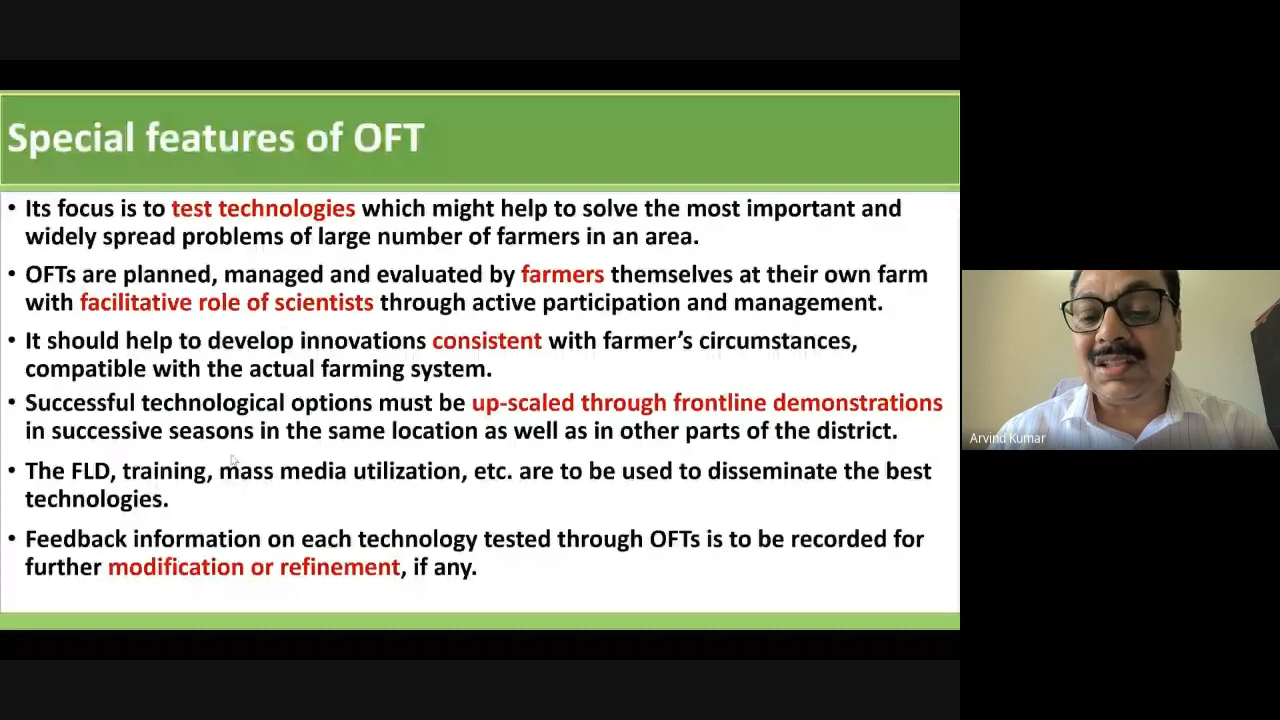 Special features of OFT
• Its focus is to test technologies which might help to solve the most important and
widely spread problems of large number of farmers in an area.
• OFTs are planned, managed and evaluated by farmers themselves at their own farm
with facilitative role of scientists through active participation and management.
• It should help to develop innovations consistent with farmer’s circumstances,
compatible with the actual farming system.
• Successful technological options must be up-scaled through frontline demonstrations
in successive seasons in the same location as well as in other parts of the district.
• The FLD, training, mass media utilization, etc. are to be used to disseminate the best
technologies.
• Feedback information on each technology tested through OFTs is to be recorded for
further modification or refinement, if any.
Arvind Kumar